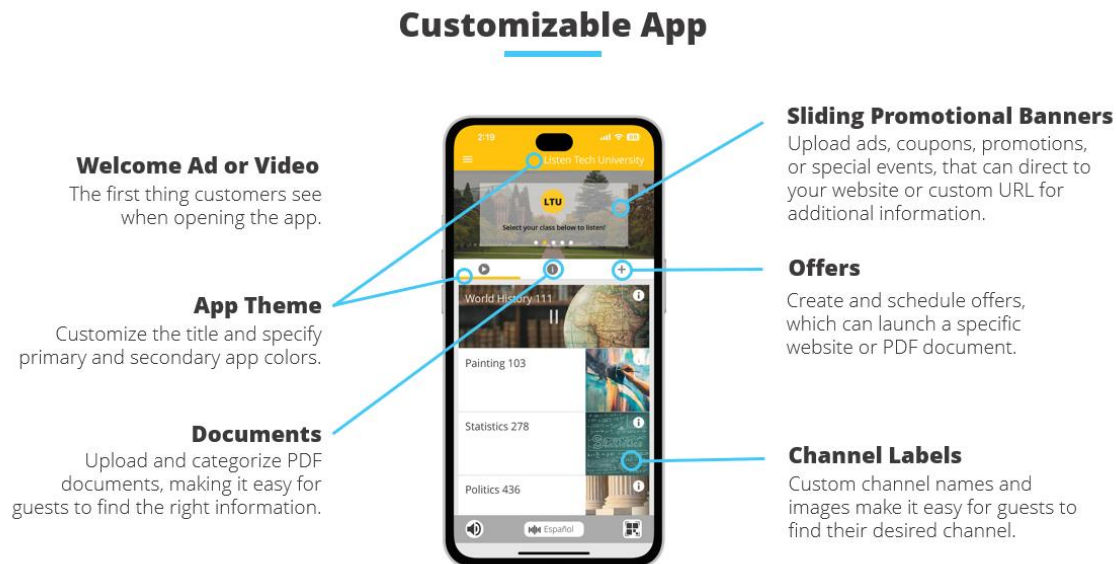 Customizable App
Welcome Ad or Video
The first thing customers see
when opening the app.
App Theme
Customize the title and specify
primary and secondary app colors.
Documents
Upload and categorize PDF
documents, making it easy for
guests to find the right information.
2:19
Listen Tech University
LTU
Select your class below to listen!
World History 111
Painting 103
Statistics 278
Politics 436
Español
Sliding Promotional Banners
Upload ads, coupons, promotions,
or special events, that can direct to
your website or custom URL for
additional information.
Offers
Create and schedule offers,
which can launch a specific
website or PDF document.
Channel Labels
Custom channel names and
images make it easy for guests to
find their desired channel.